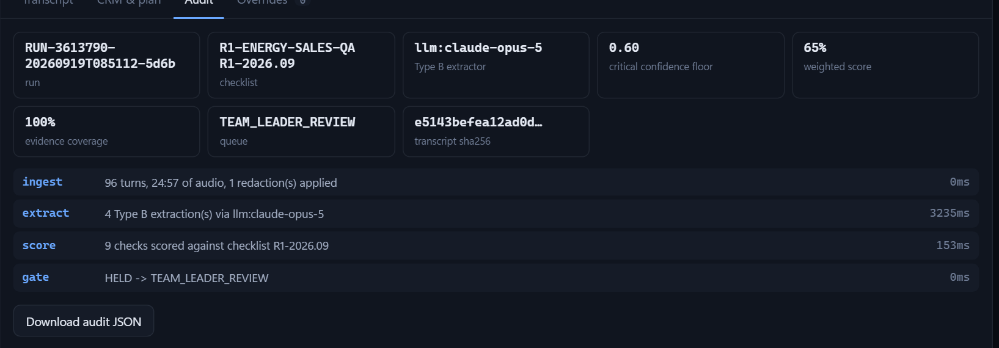 Transcript CRM & plan Audit Overrides 0
RUN-3613790-
20260919T085112-5d6b
run
R1-ENERGY-SALES-QA
R1-2026.09
checklist
llm:claude-opus-5
Type B extractor
0.60
critical confidence floor
65%
weighted score
100%
evidence coverage
TEAM_LEADER_REVIEW
queue
e5143befea12ad0d…
transcript sha256
ingest 96 turns, 24:57 of audio, 1 redaction(s) applied 0ms
extract 4 Type B extraction(s) via llm:claude-opus-5 3235ms
score 9 checks scored against checklist R1-2026.09 153ms
gate HELD -> TEAM_LEADER_REVIEW 0ms
Download audit JSON